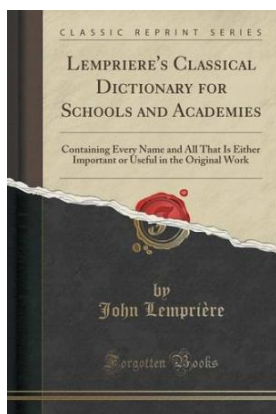 CLASSIC REPRINT SERIES
LEMPRIERE'S CLASSICAL
DICTIONARY FOR
SCHOOLS AND ACADEMIES
Containing Every Name and All That Is Either
Important or Useful in the Original Work
by
John Lemprière
Forgotten Books